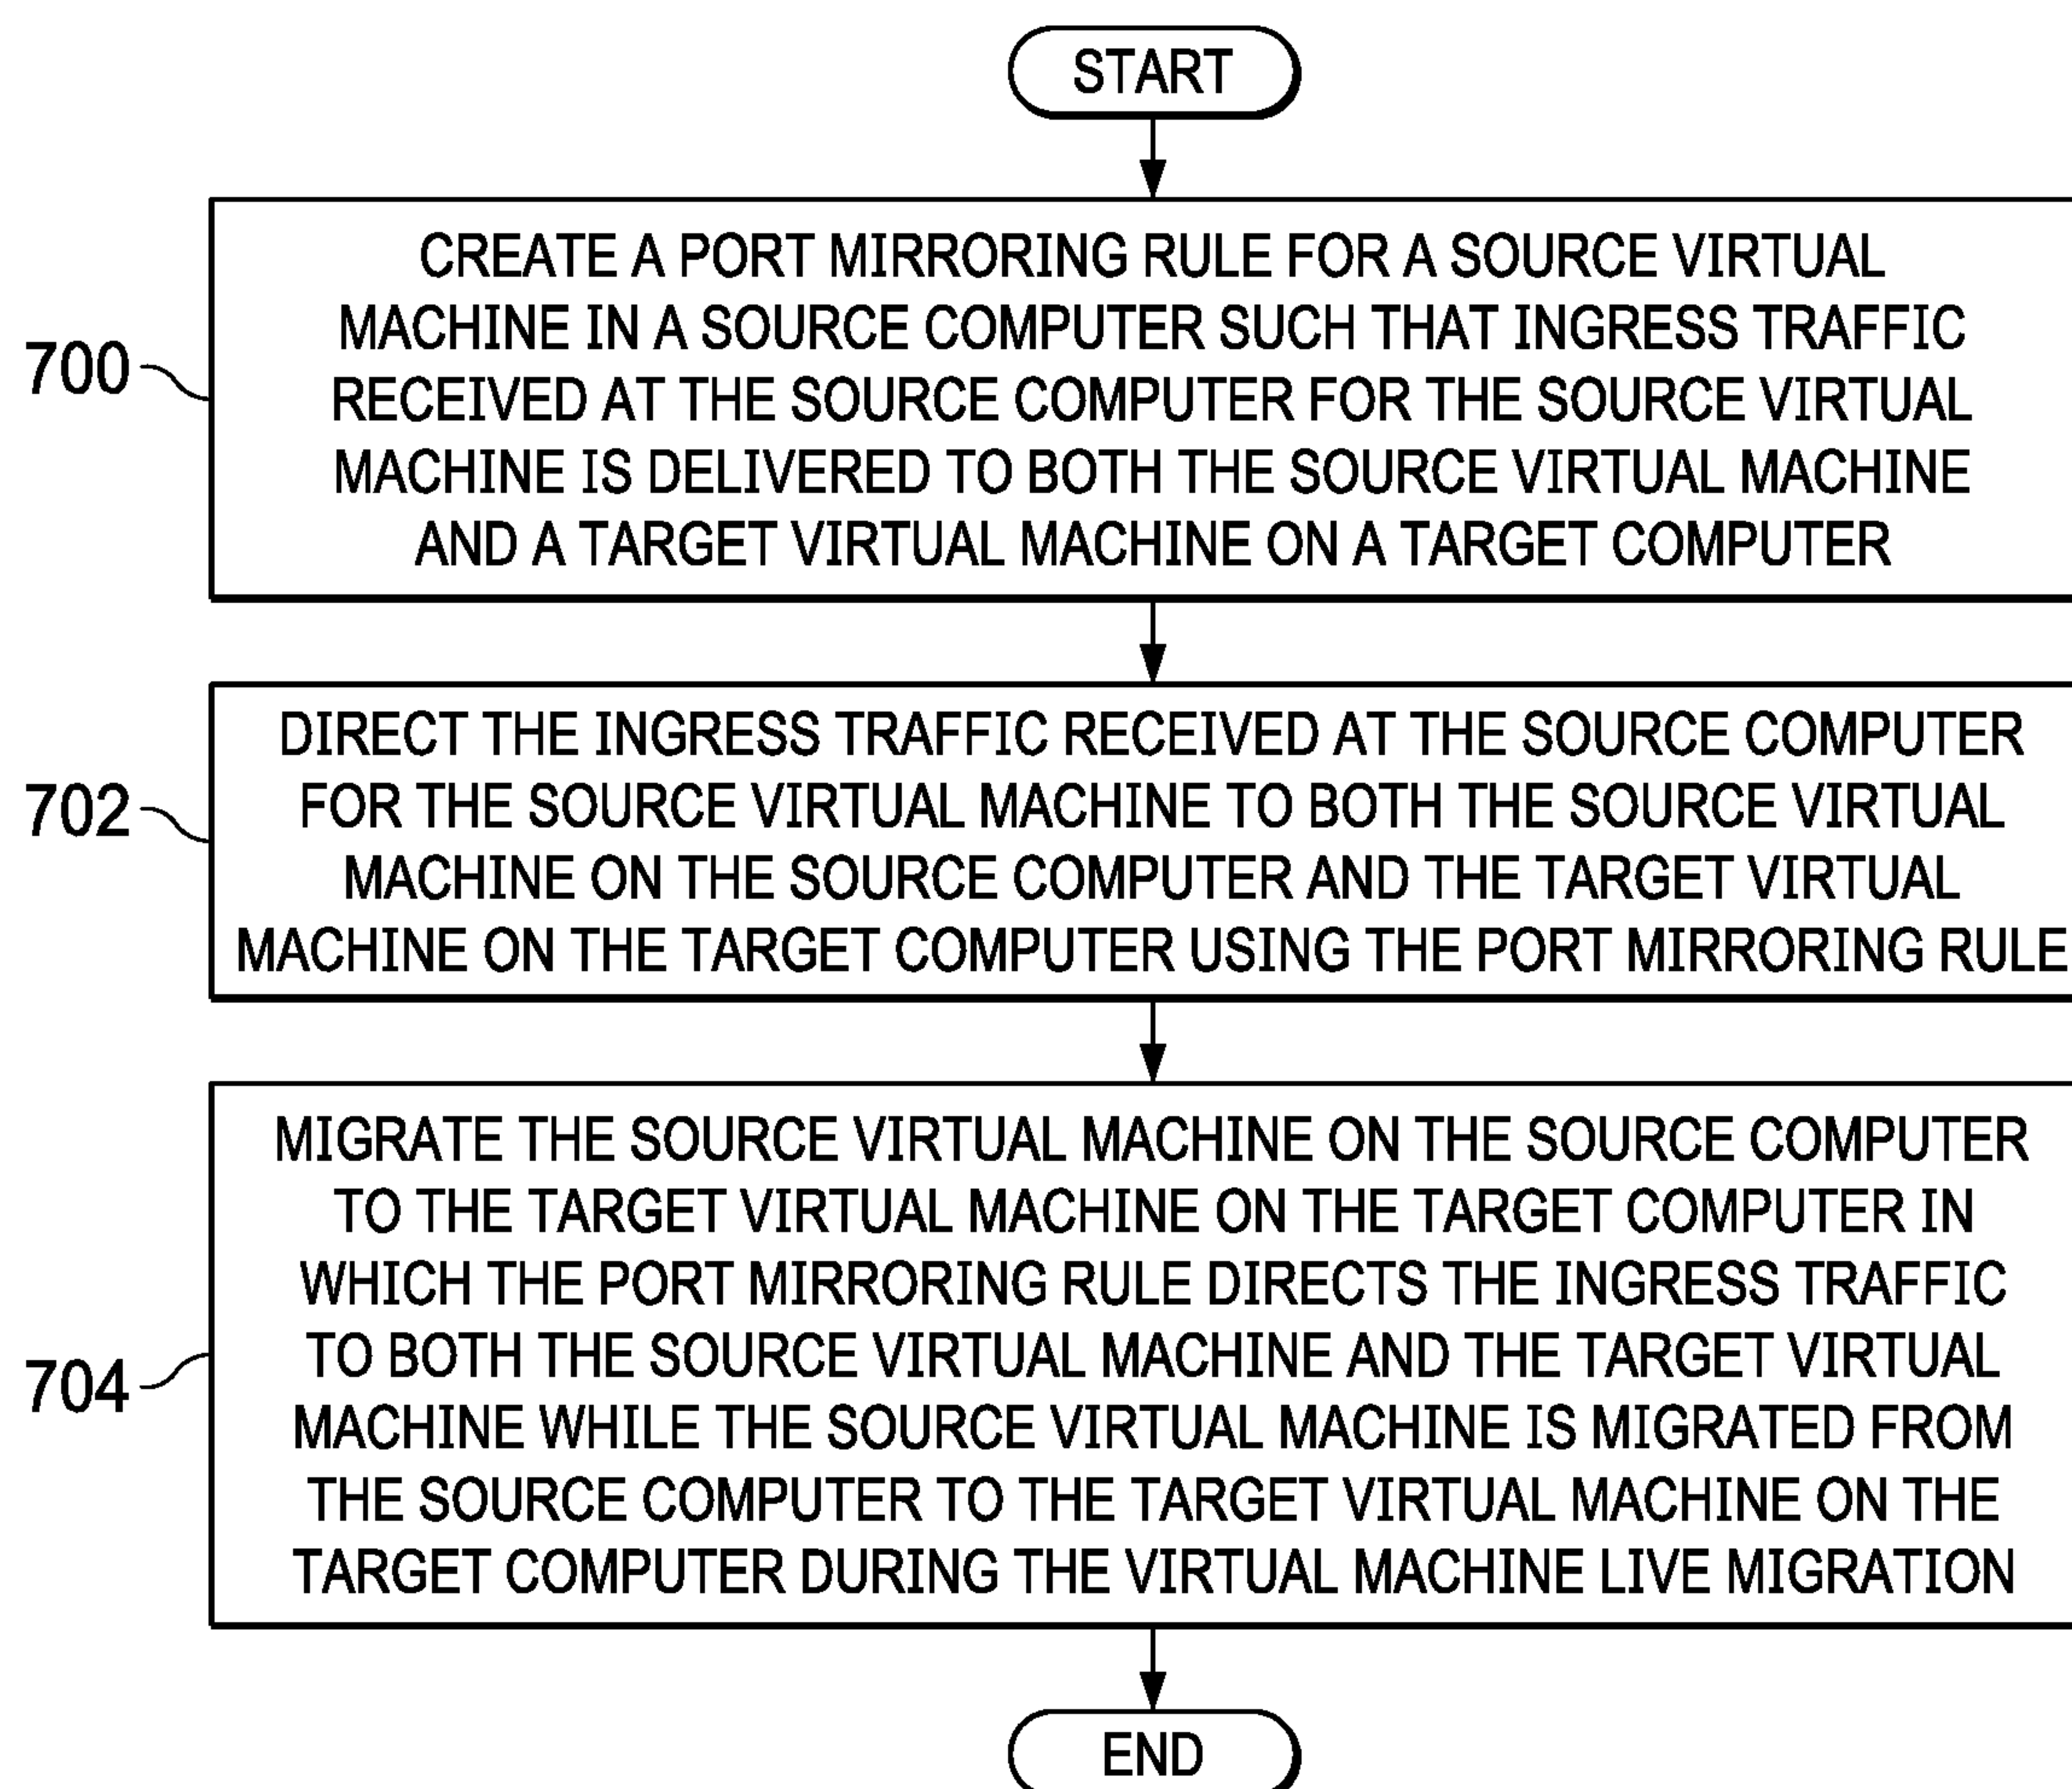 START
CREATE A PORT MIRRORING RULE FOR A SOURCE VIRTUAL
MACHINE IN A SOURCE COMPUTER SUCH THAT INGRESS TRAFFIC
700
RECEIVED AT THE SOURCE COMPUTER FOR THE SOURCE VIRTUAL
MACHINE IS DELIVERED TO BOTH THE SOURCE VIRTUAL MACHINE
AND A TARGET VIRTUAL MACHINE ON A TARGET COMPUTER
DIRECT THE INGRESS TRAFFIC RECEIVED AT THE SOURCE COMPUTER
702
FOR THE SOURCE VIRTUAL MACHINE TO BOTH THE SOURCE VIRTUAL
MACHINE ON THE SOURCE COMPUTER AND THE TARGET VIRTUAL
MACHINE ON THE TARGET COMPUTER USING THE PORT MIRRORING RULE
MIGRATE THE SOURCE VIRTUAL MACHINE ON THE SOURCE COMPUTER
TO THE TARGET VIRTUAL MACHINE ON THE TARGET COMPUTER IN
WHICH THE PORT MIRRORING RULE DIRECTS THE INGRESS TRAFFIC
TO BOTH THE SOURCE VIRTUAL MACHINE AND THE TARGET VIRTUAL
704
MACHINE WHILE THE SOURCE VIRTUAL MACHINE IS MIGRATED FROM
THE SOURCE COMPUTER TO THE TARGET VIRTUAL MACHINE ON THE
TARGET COMPUTER DURING THE VIRTUAL MACHINE LIVE MIGRATION
END